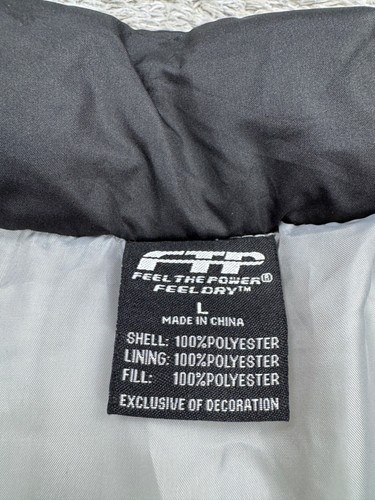 FTP
FEEL THE POWER®
FEEL DRY™
L
MADE IN CHINA
SHELL: 100%POLYESTER
LINING: 100%POLYESTER
FILL: 100%POLYESTER
EXCLUSIVE OF DECORATION